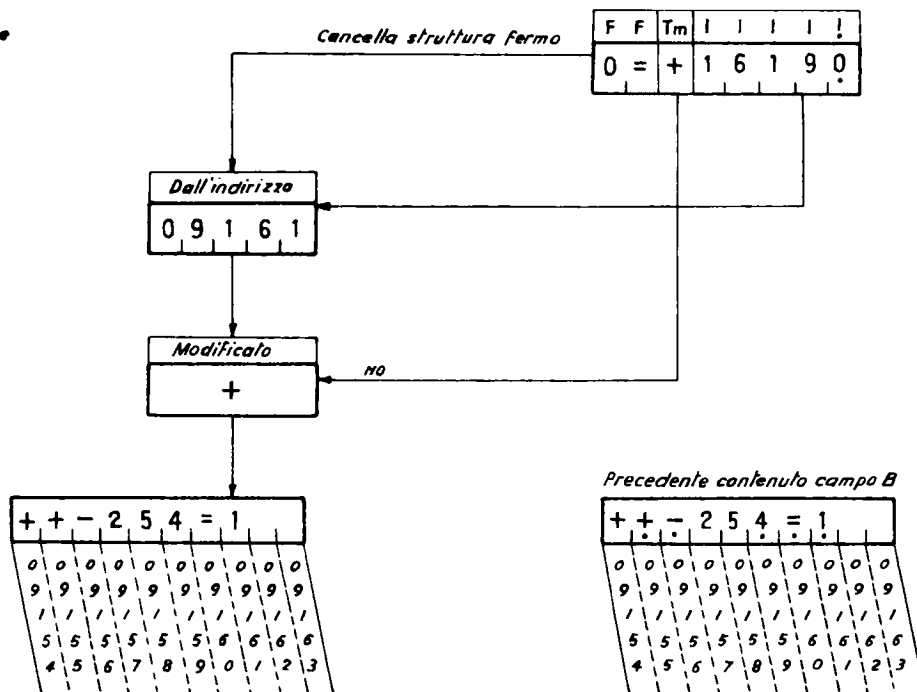 e
Cancella struttura fermo
F F Tm I I I I !
0 = + 1 6 1 9 0
Dall'indirizzo
0 9 1 6 1
Modificato
+
NO
+ + - 2 5 4 = 1
0 0 0 0 0 0 0 0 0 0
9 9 9 9 9 9 9 9 9 9
1 1 1 1 1 1 1 1 1 1
5 5 5 5 5 5 6 6 6 6
4 5 6 7 8 9 0 1 2 3
Precedente contenuto campo B
+ + - 2 5 4 = 1
0 0 0 0 0 0 0 0 0 0
9 9 9 9 9 9 9 9 9 9
1 1 1 1 1 1 1 1 1 1
5 5 5 5 5 5 6 6 6 6
4 5 6 7 8 9 0 1 2 3